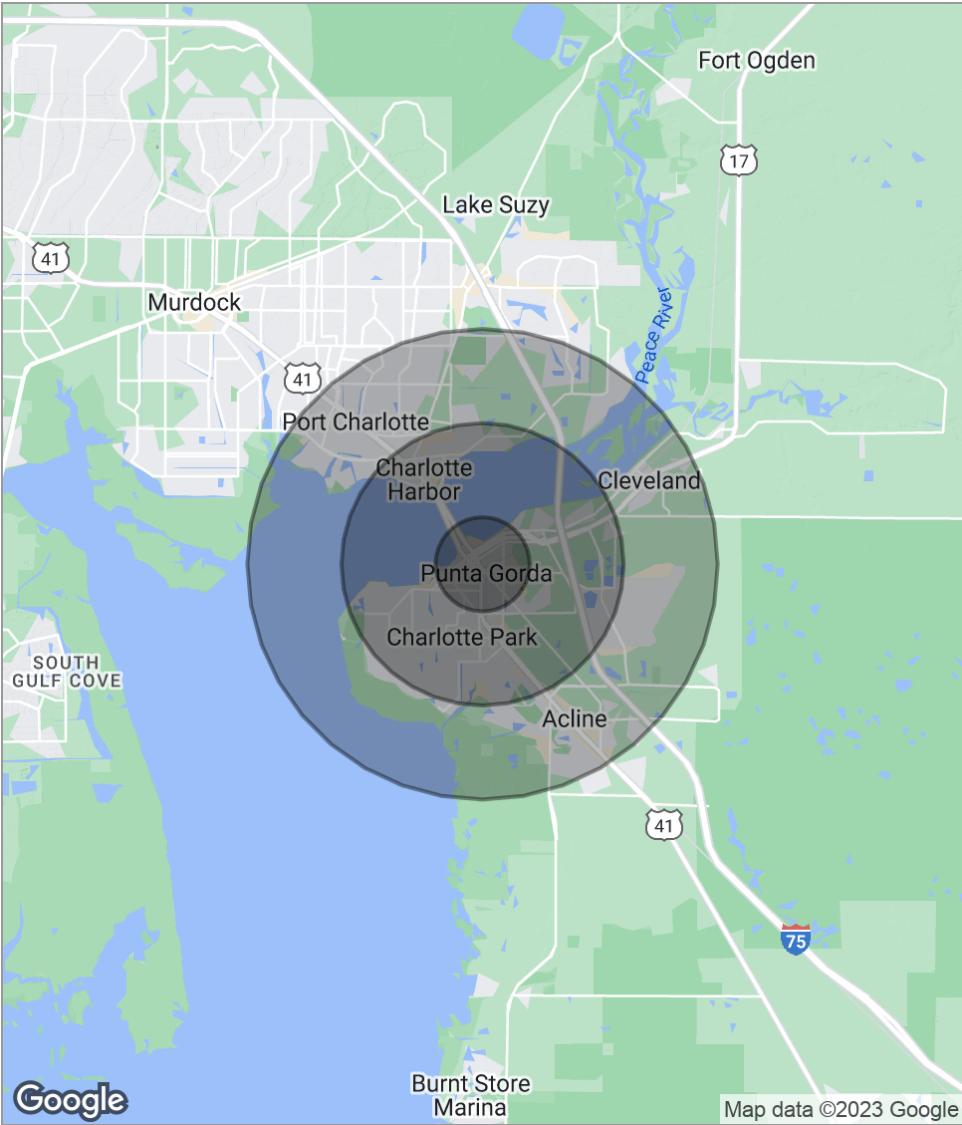 Fort Ogden
17
Lake Suzy
41
Murdock
Peace River
41
Port Charlotte
Charlotte
Harbor
Cleveland
Punta Gorda
Charlotte Park
SOUTH
GULF COVE
Acline
41
75
Burnt Store
Marina
Google
Map data ©2023 Google